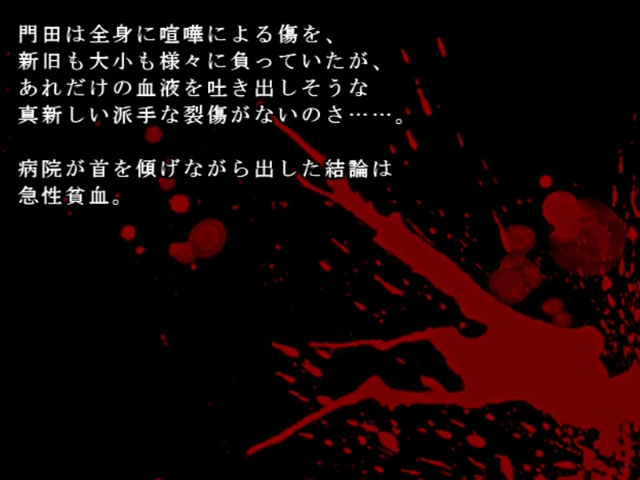 門田は全身に喧嘩による傷を、
新旧も大小も様々に負っていたが、
あれだけの血液を吐き出しそうな
真新しい派手な裂傷がないのさ……。
病院が首を傾げながら出した結論は
急性貧血。